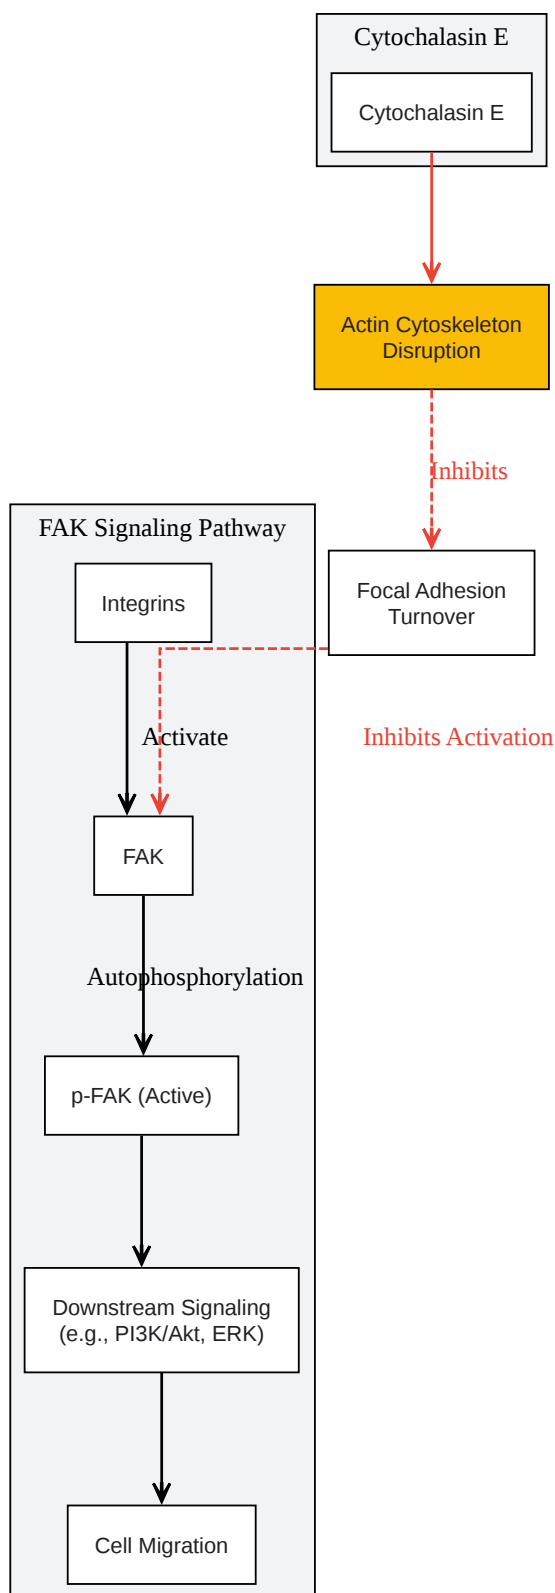 Cytochalasin E
Cytochalasin E
Actin Cytoskeleton
Disruption
Inhibits
FAK Signaling Pathway
Integrins
Focal Adhesion
Turnover
Activate
Inhibits Activation
FAK
Autophosphorylation
p-FAK (Active)
Downstream Signaling
(e.g., PI3K/Akt, ERK)
Cell Migration